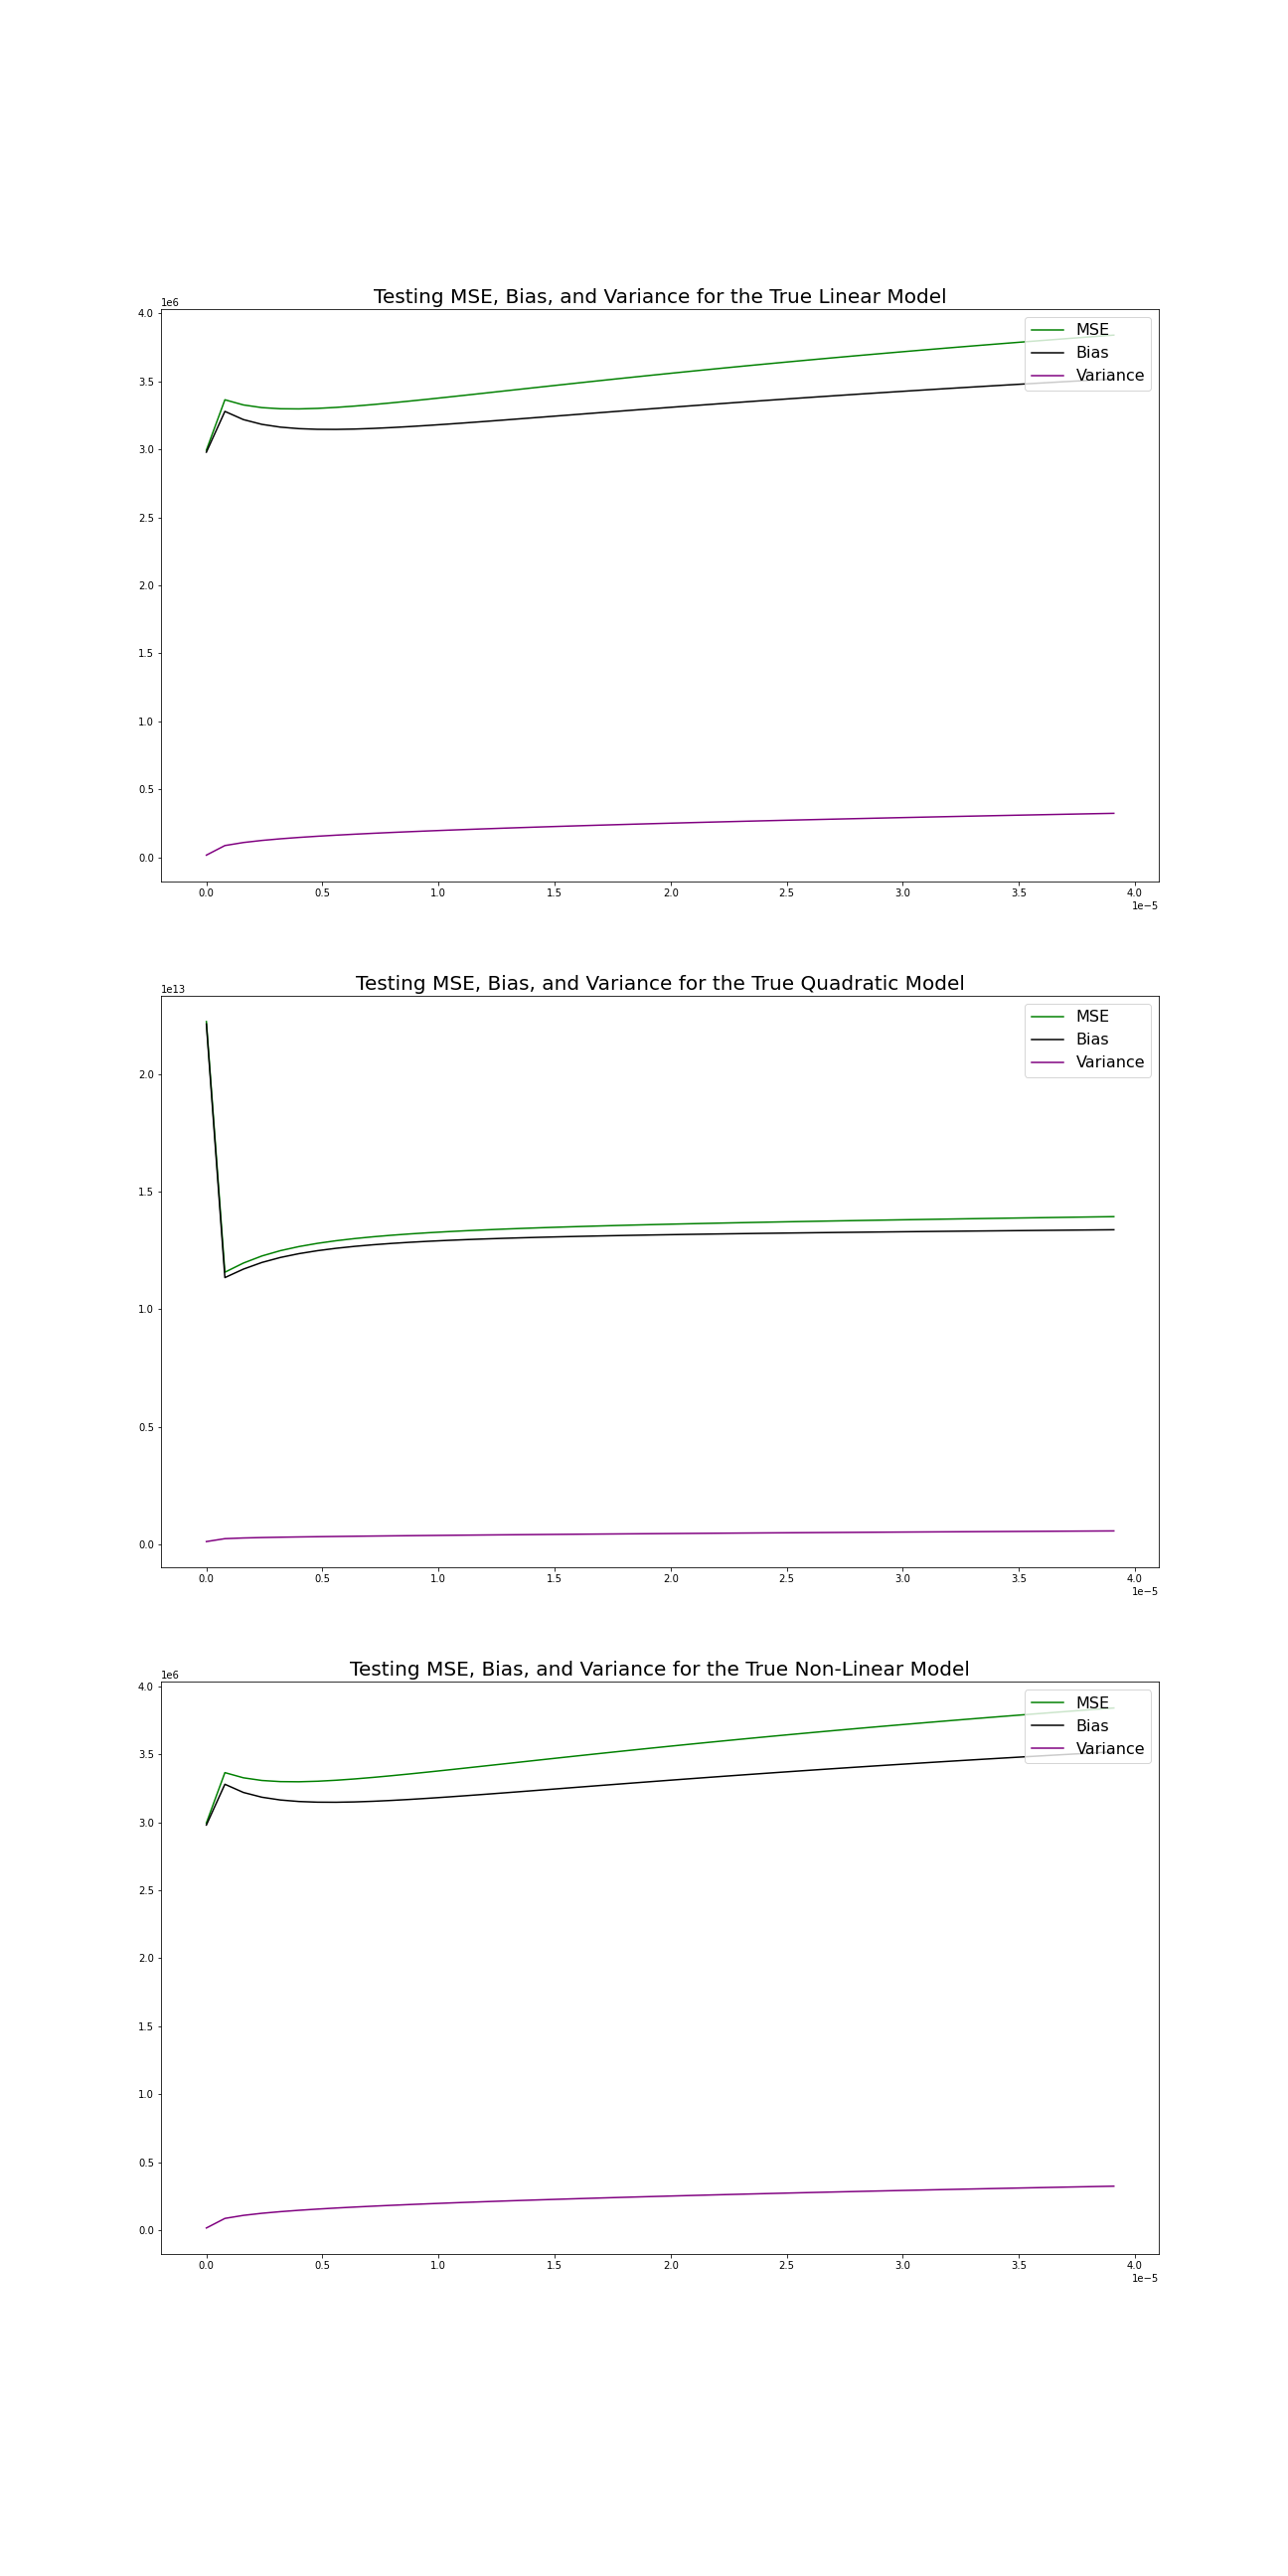 Testing MSE, Bias, and Variance for the True Linear Model
1e6
4.0
3.5
3.0
2.5
2.0
1.5
1.0
0.5
0.0
MSE
Bias
Variance
0.0 0.5 1.0 1.5 2.0 2.5 3.0 3.5 4.0
1e−5
Testing MSE, Bias, and Variance for the True Quadratic Model
1e13
2.0
1.5
1.0
0.5
0.0
MSE
Bias
Variance
0.0 0.5 1.0 1.5 2.0 2.5 3.0 3.5 4.0
1e−5
Testing MSE, Bias, and Variance for the True Non-Linear Model
1e6
4.0
3.5
3.0
2.5
2.0
1.5
1.0
0.5
0.0
MSE
Bias
Variance
0.0 0.5 1.0 1.5 2.0 2.5 3.0 3.5 4.0
1e−5